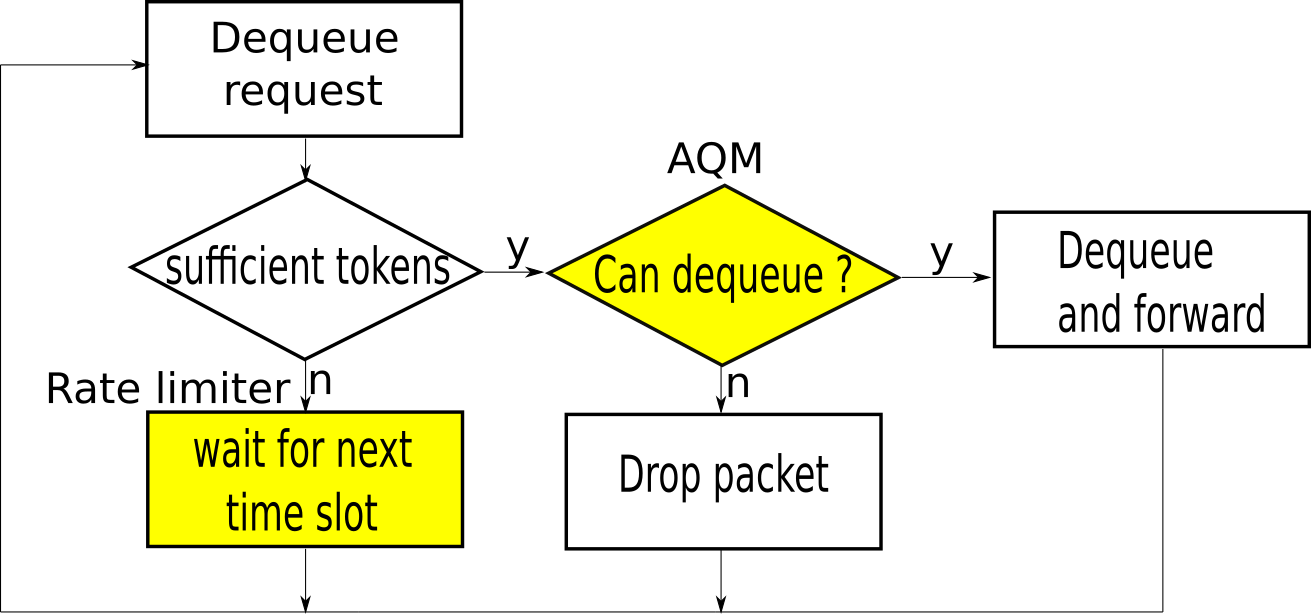 Dequeue
request
AQM
sufficient tokens
y
Can dequeue ?
y
Dequeue
and forward
Rate limiter
n
n
wait for next
time slot
Drop packet